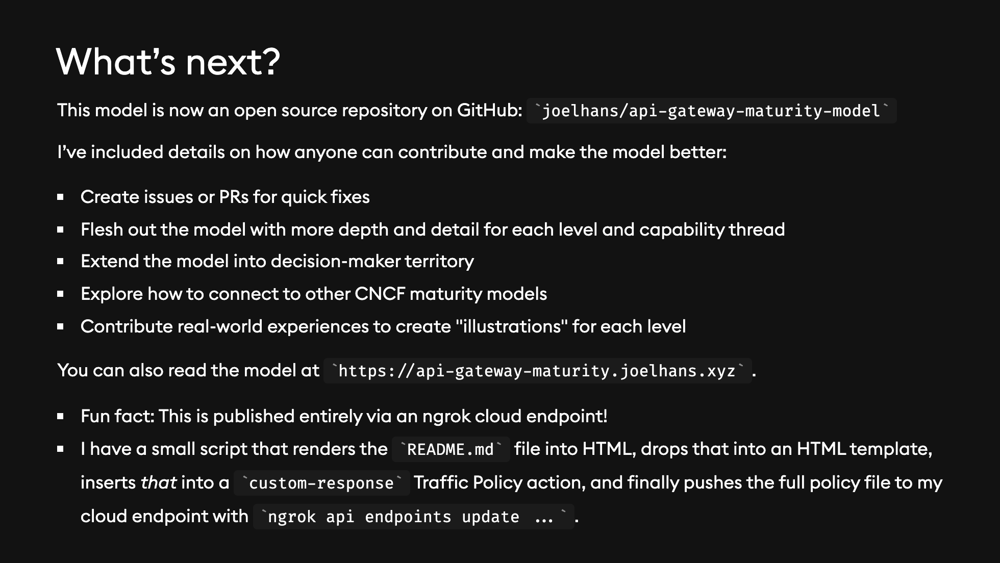 What’s next?
This model is now an open source repository on GitHub: `joelhans/api-gateway-maturity-model`
I’ve included details on how anyone can contribute and make the model better:
▪ Create issues or PRs for quick fixes
▪ Flesh out the model with more depth and detail for each level and capability thread
▪ Extend the model into decision-maker territory
▪ Explore how to connect to other CNCF maturity models
▪ Contribute real-world experiences to create "illustrations" for each level
You can also read the model at `https://api-gateway-maturity.joelhans.xyz`.
▪ Fun fact: This is published entirely via an ngrok cloud endpoint!
▪ I have a small script that renders the `README.md` file into HTML, drops that into an HTML template,
inserts that into a `custom-response` Traffic Policy action, and finally pushes the full policy file to my
cloud endpoint with `ngrok api endpoints update ...`.